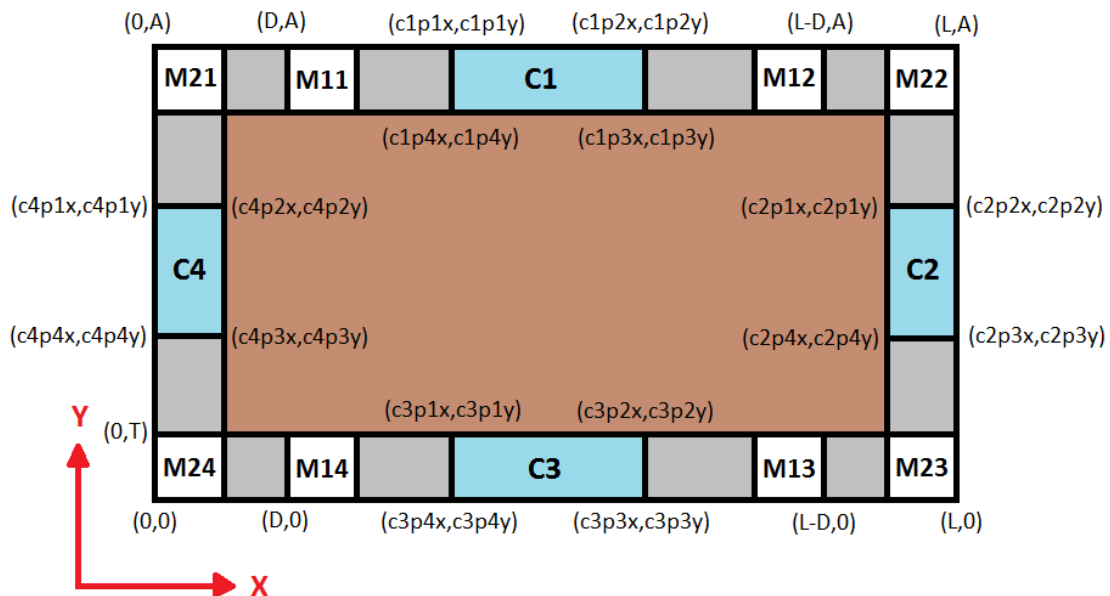 (0,A) (D,A) (c1p1x,c1p1y) (c1p2x,c1p2y) (L-D,A) (L,A)
M21 M11 C1 M12 M22
(c1p4x,c1p4y) (c1p3x,c1p3y)
(c4p1x,c4p1y) (c4p2x,c4p2y) (c2p1x,c2p1y) (c2p2x,c2p2y)
C4 C2
(c4p4x,c4p4y) (c4p3x,c4p3y) (c2p4x,c2p4y) (c2p3x,c2p3y)
(c3p1x,c3p1y) (c3p2x,c3p2y)
Y
(0,T)
M24 M14 C3 M13 M23
(0,0) (D,0) (c3p4x,c3p4y) (c3p3x,c3p3y) (L-D,0) (L,0)
X